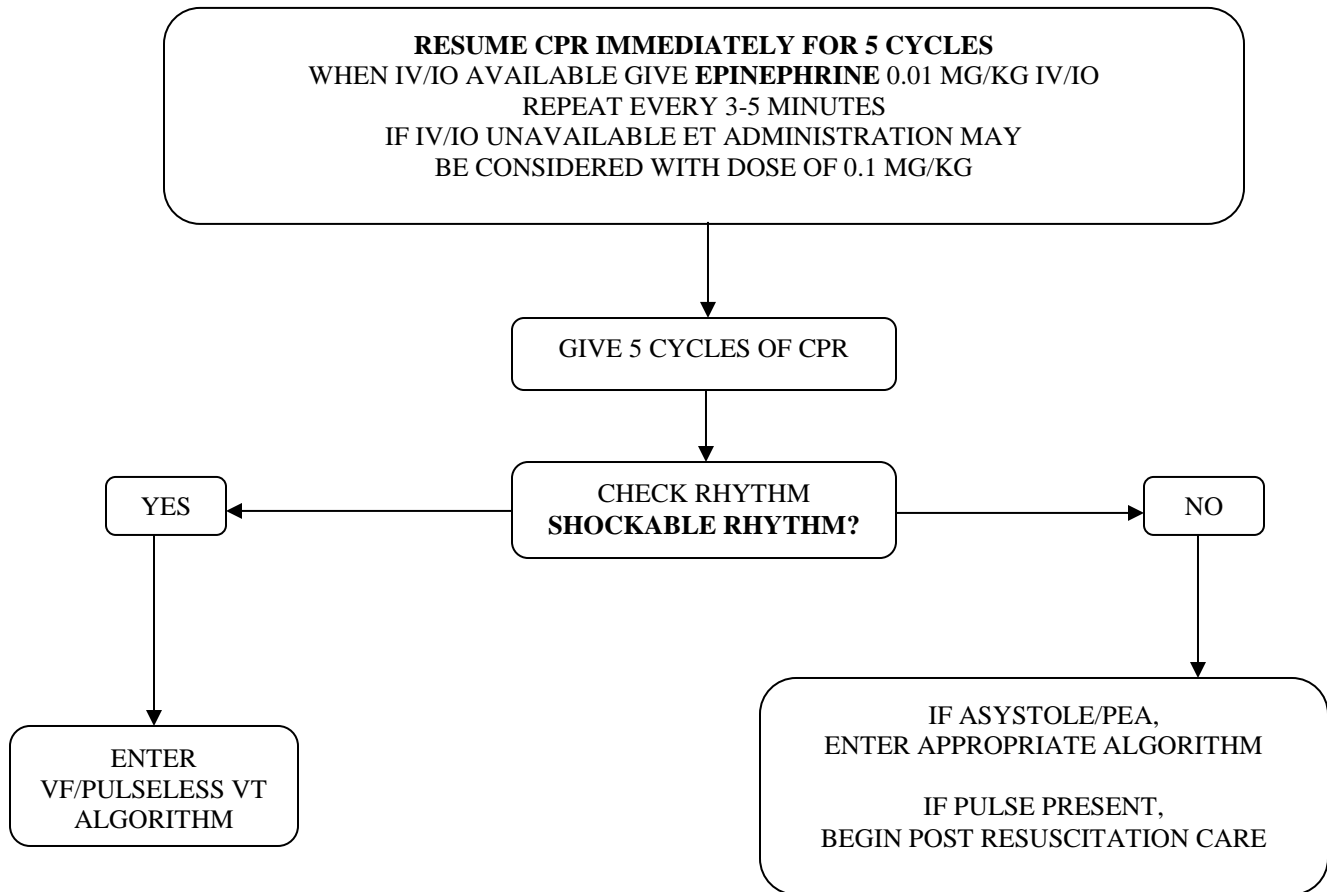 RESUME CPR IMMEDIATELY FOR 5 CYCLES
WHEN IV/IO AVAILABLE GIVE EPINEPHRINE 0.01 MG/KG IV/IO
REPEAT EVERY 3-5 MINUTES
IF IV/IO UNAVAILABLE ET ADMINISTRATION MAY
BE CONSIDERED WITH DOSE OF 0.1 MG/KG
GIVE 5 CYCLES OF CPR
YES
CHECK RHYTHM
SHOCKABLE RHYTHM?
NO
ENTER
VF/PULSELESS VT
ALGORITHM
IF ASYSTOLE/PEA,
ENTER APPROPRIATE ALGORITHM
IF PULSE PRESENT,
BEGIN POST RESUSCITATION CARE